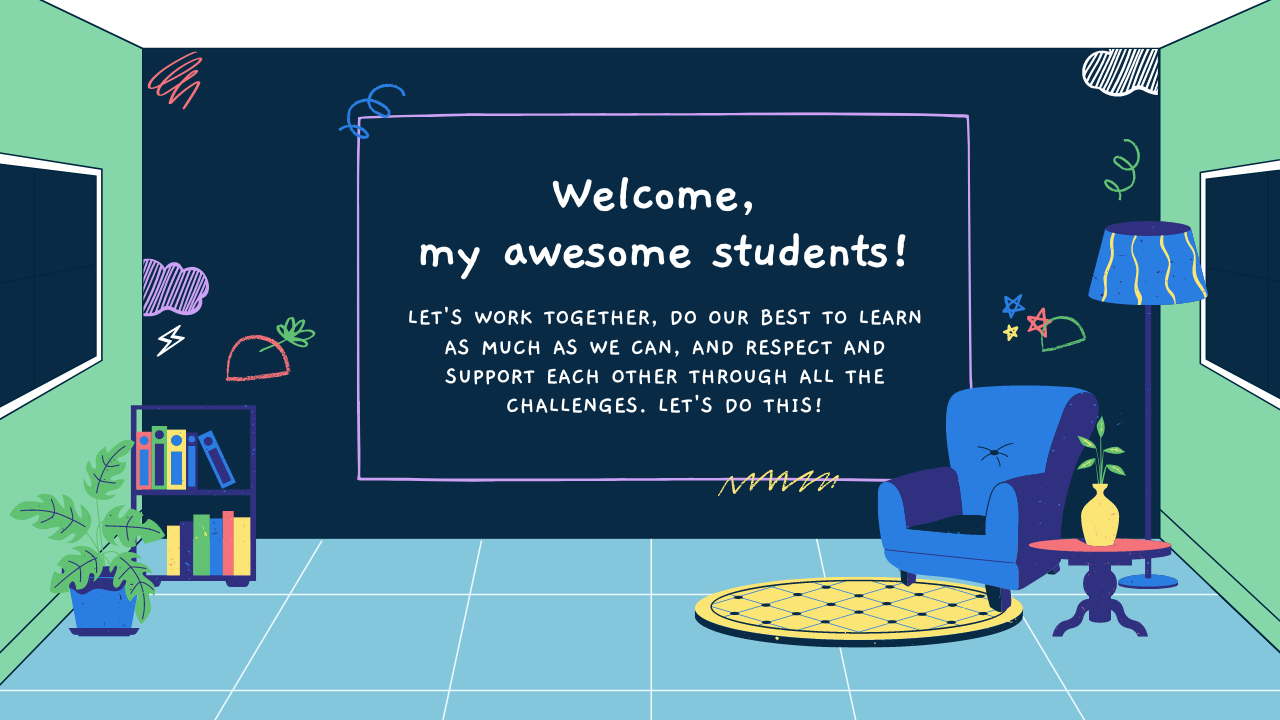 Welcome,
my awesome students!
LET'S WORK TOGETHER, DO OUR BEST TO LEARN
AS MUCH AS WE CAN, AND RESPECT AND
SUPPORT EACH OTHER THROUGH ALL THE
CHALLENGES. LET'S DO THIS!